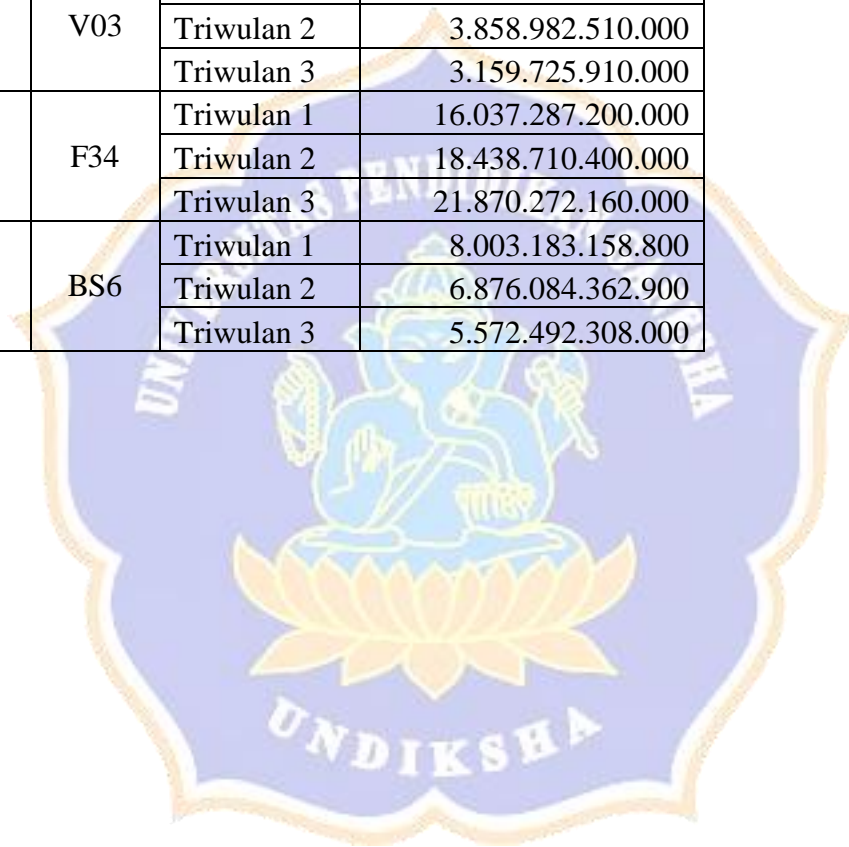 V03 Triwulan 2 3.858.982.510.000
Triwulan 3 3.159.725.910.000
Triwulan 1 16.037.287.200.000
F34 Triwulan 2 18.438.710.400.000
Triwulan 3 21.870.272.160.000
Triwulan 1 8.003.183.158.800
BS6 Triwulan 2 6.876.084.362.900
Triwulan 3 5.572.492.308.000
UNIVERSITAS PENDIDIKAN GANESHA
UNDIKSHA